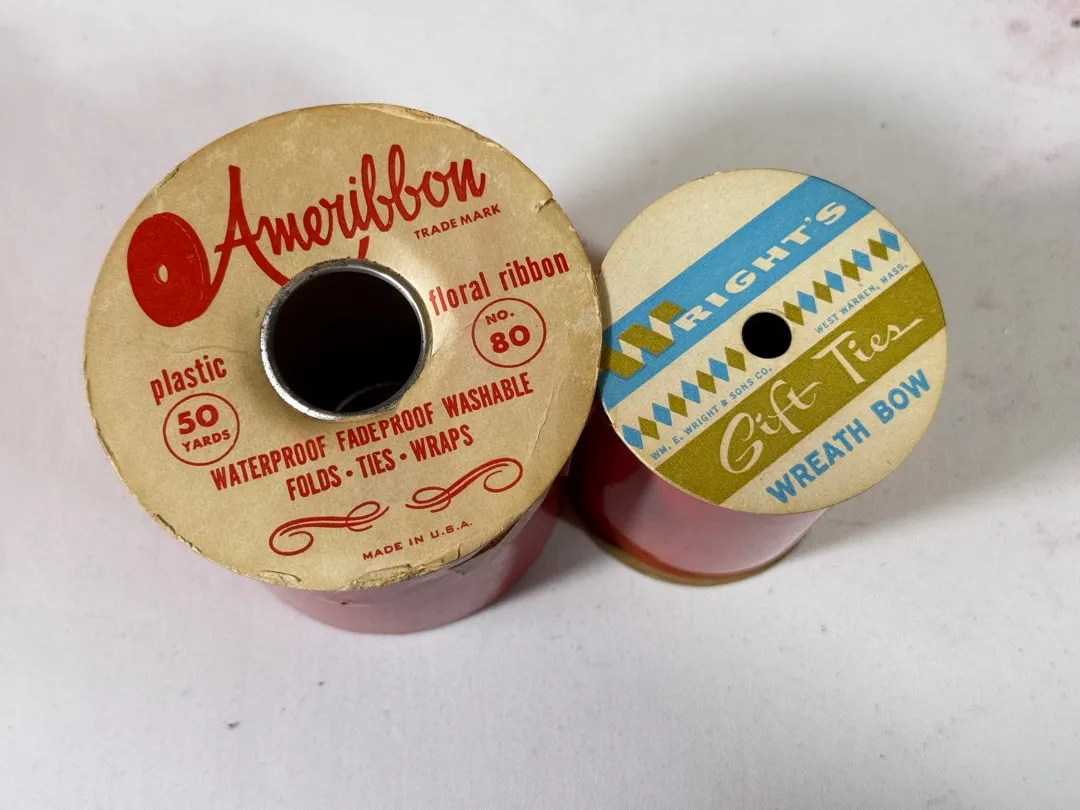 Ameribbon
TRADE MARK
floral ribbon
NO.
80
plastic
50
YARDS
WATERPROOF FADEPROOF WASHABLE
FOLDS • TIES • WRAPS
MADE IN U.S.A.
WRIGHT'S
WM. E. WRIGHT & SONS CO. WEST WARREN, MASS.
Gift Ties
WREATH BOW